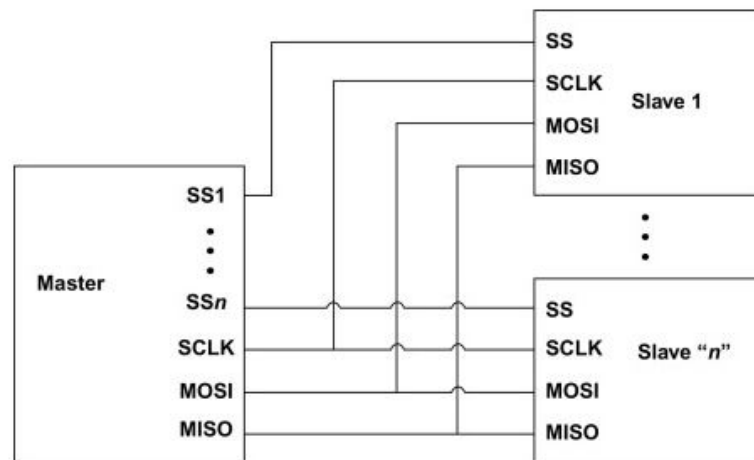 Master
SS1
SSn
SCLK
MOSI
MISO
SS
SCLK
MOSI
MISO
Slave 1
SS
SCLK
MOSI
MISO
Slave “n”